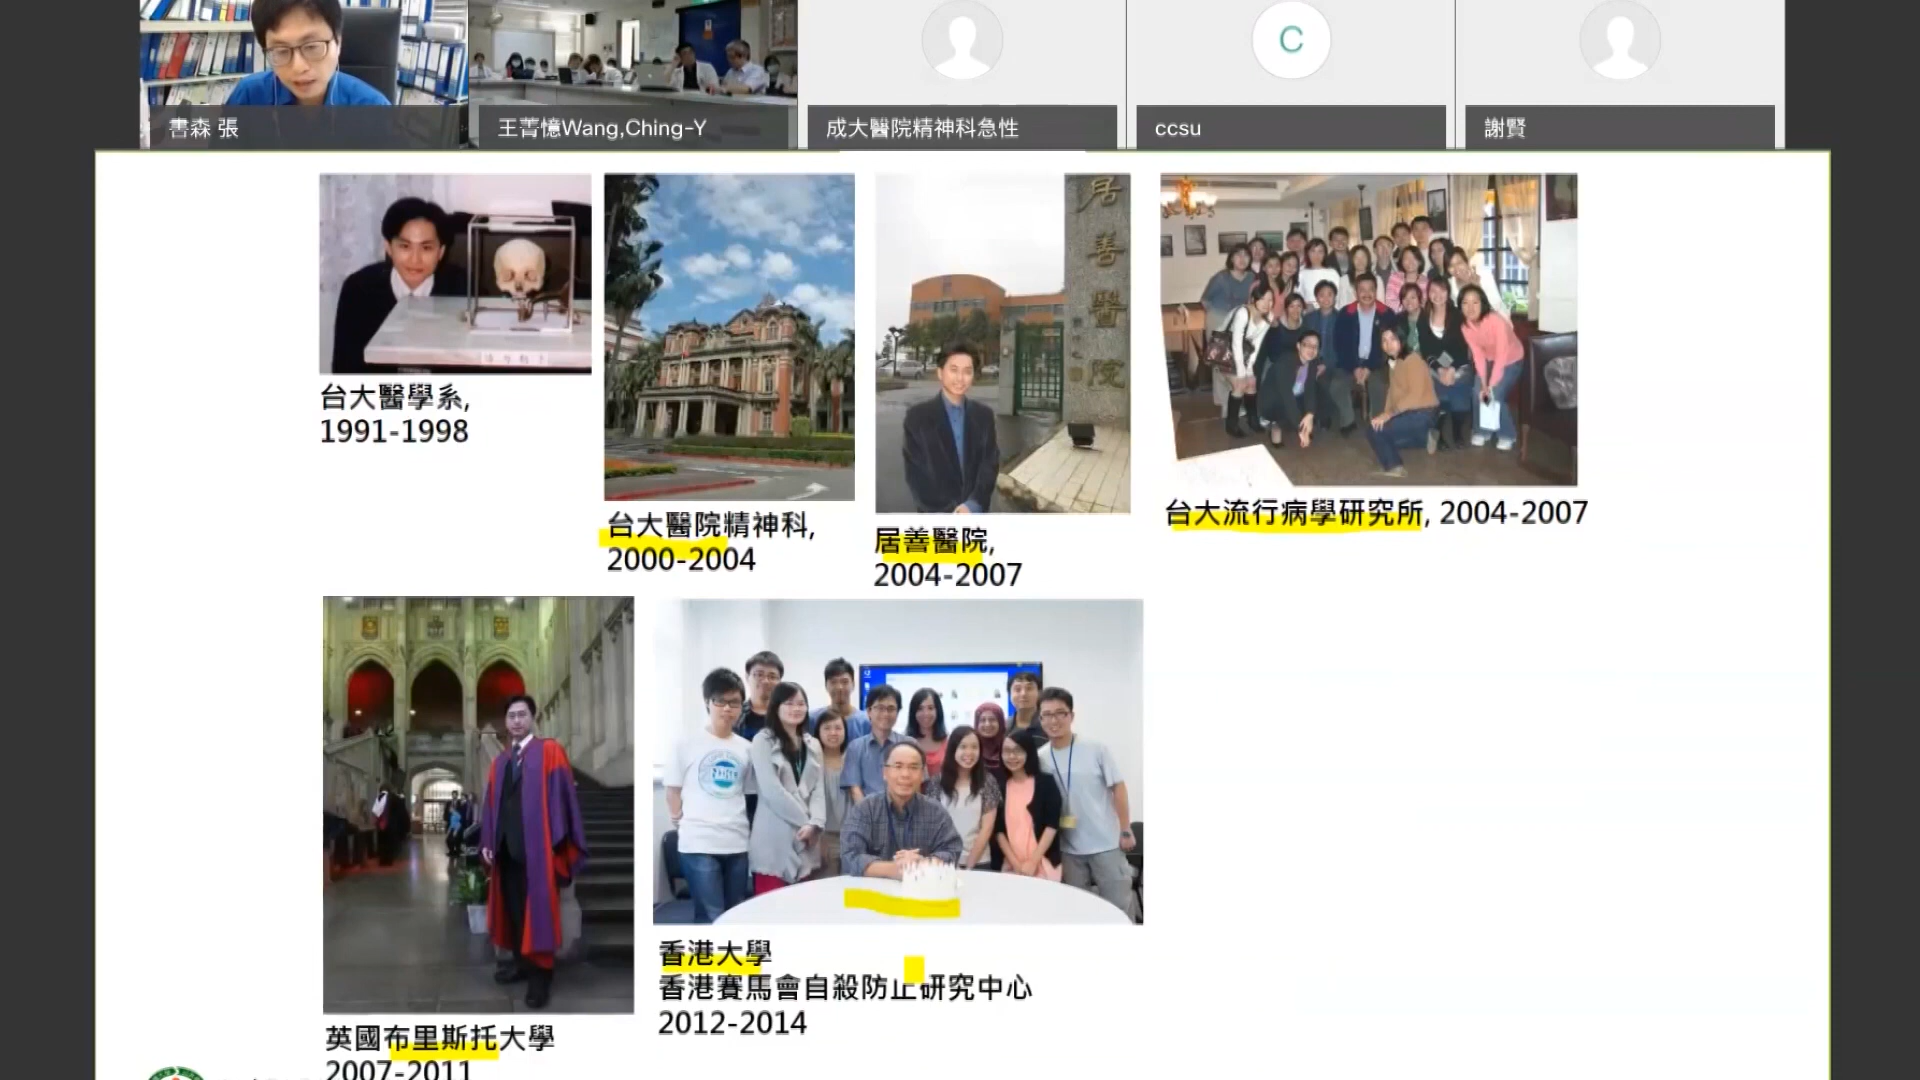 書森 張
王菁憶Wang,Ching-Y
成大醫院精神科急性
C
ccsu
謝賢
居善醫院
台大醫學系,
1991-1998
台大醫院精神科,
2000-2004
居善醫院,
2004-2007
台大流行病學研究所, 2004-2007
英國布里斯托大學
2007-2011
香港大學
香港賽馬會自殺防止研究中心
2012-2014